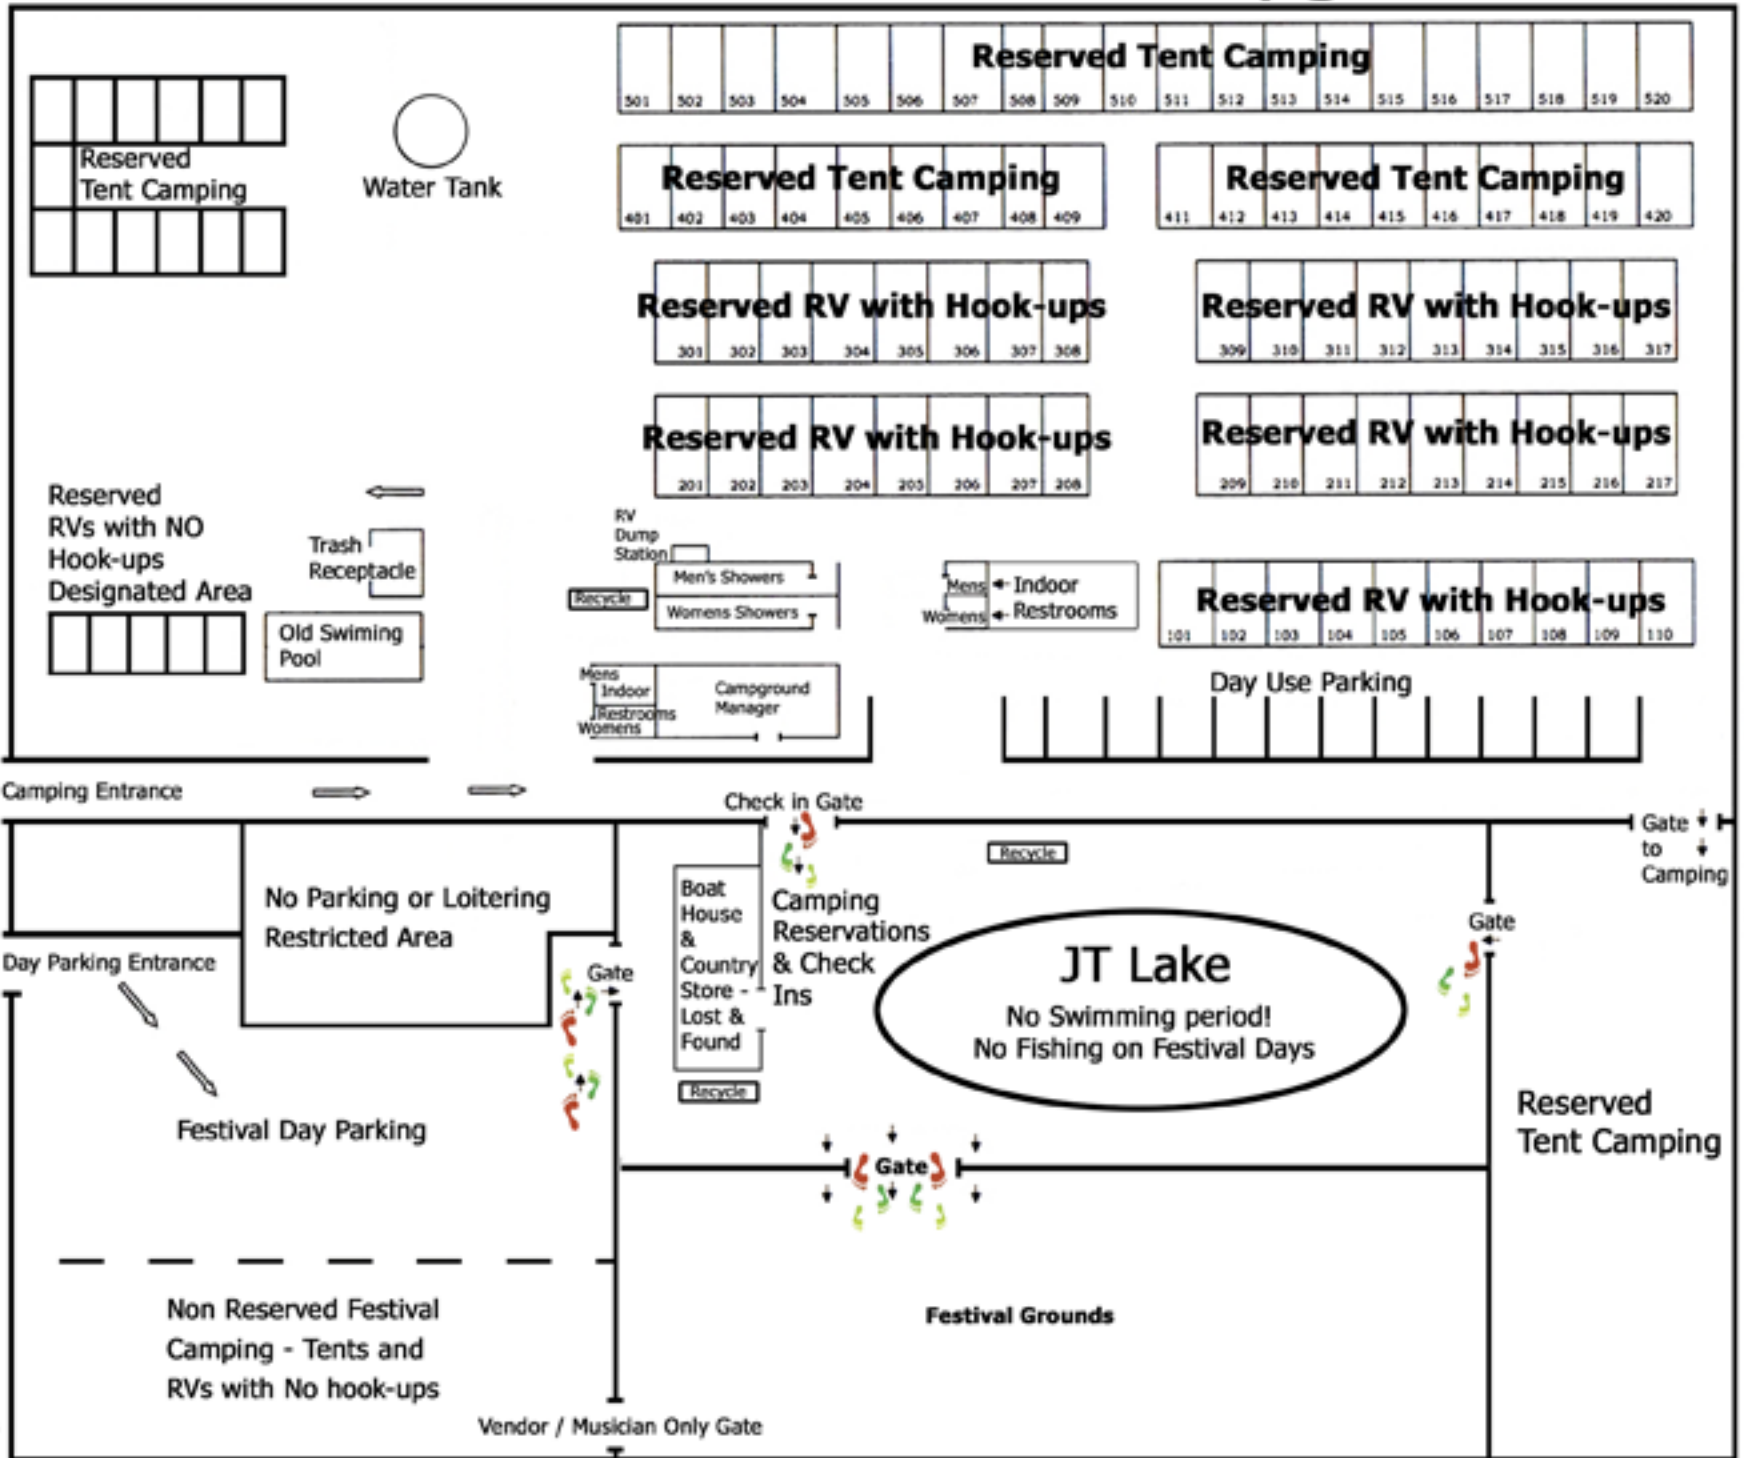 Reserved Tent Camping
501 502 503 504 505 506 507 508 509 510 511 512 513 514 515 516 517 518 519 520
Reserved
Tent Camping
Water Tank
Reserved Tent Camping
401 402 403 404 405 406 407 408 409
Reserved Tent Camping
411 412 413 414 415 416 417 418 419 420
Reserved RV with Hook-ups
301 302 303 304 305 306 307 308
Reserved RV with Hook-ups
309 310 311 312 313 314 315 316 317
Reserved RV with Hook-ups
201 202 203 204 205 206 207 208
Reserved RV with Hook-ups
209 210 211 212 213 214 215 216 217
Reserved
RVs with NO
Hook-ups
Designated Area
Trash
Receptacle
Old Swiming
Pool
RV
Dump
Station
Men's Showers
Womens Showers
Recycle
Mens
Womens
Indoor
Restrooms
Reserved RV with Hook-ups
101 102 103 104 105 106 107 108 109 110
Mens
Indoor
Restrooms
Womens
Campground
Manager
Day Use Parking
Camping Entrance
Check in Gate
Gate
to
Camping
No Parking or Loitering
Restricted Area
Day Parking Entrance
Gate
Festival Day Parking
Boat
House
&
Country
Store -
Lost &
Found
Recycle
Camping
Reservations
& Check
Ins
Recycle
JT Lake
No Swimming period!
No Fishing on Festival Days
Gate
Reserved
Tent Camping
Gate
Festival Grounds
Non Reserved Festival
Camping - Tents and
RVs with No hook-ups
Vendor / Musician Only Gate